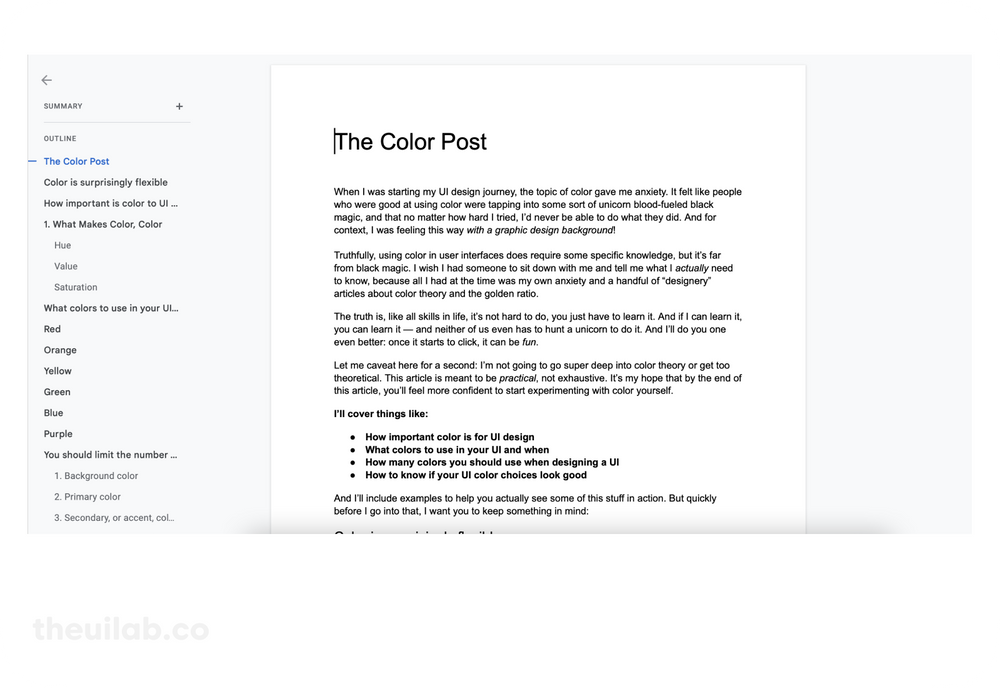 SUMMARY
OUTLINE
The Color Post
Color is surprisingly flexible
How important is color to UI ...
1. What Makes Color, Color
Hue
Value
Saturation
What colors to use in your UI...
Red
Orange
Yellow
Green
Blue
Purple
You should limit the number ...
1. Background color
2. Primary color
3. Secondary, or accent, col...
The Color Post
When I was starting my UI design journey, the topic of color gave me anxiety. It felt like people
who were good at using color were tapping into some sort of unicorn blood-fueled black
magic, and that no matter how hard I tried, I'd never be able to do what they did. And for
context, I was feeling this way with a graphic design background!
Truthfully, using color in user interfaces does require some specific knowledge, but it's far
from black magic. I wish I had someone to sit down with me and tell me what I actually need
to know, because all I had at the time was my own anxiety and a handful of “designery”
articles about color theory and the golden ratio.
The truth is, like all skills in life, it's not hard to do, you just have to learn it. And if I can learn it,
you can learn it — and neither of us even has to hunt a unicorn to do it. And I'll do you one
even better: once it starts to click, it can be fun.
Let me caveat here for a second: I'm not going to go super deep into color theory or get too
theoretical. This article is meant to be practical, not exhaustive. It's my hope that by the end of
this article, you'll feel more confident to start experimenting with color yourself.
I'll cover things like:
● How important color is for UI design
● What colors to use in your UI and when
● How many colors you should use when designing a UI
● How to know if your UI color choices look good
And I'll include examples to help you actually see some of this stuff in action. But quickly
before I go into that, I want you to keep something in mind:
theuilab.co